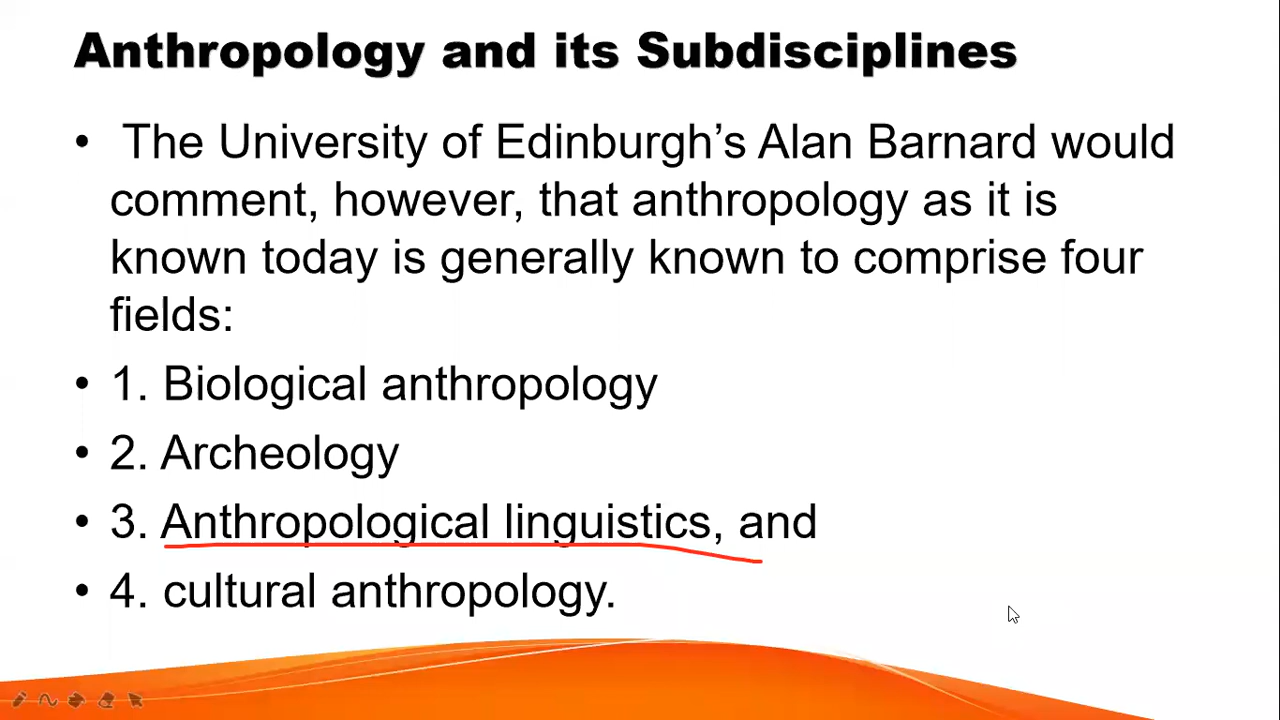 Anthropology and its Subdisciplines
• The University of Edinburgh’s Alan Barnard would
comment, however, that anthropology as it is
known today is generally known to comprise four
fields:
• 1. Biological anthropology
• 2. Archeology
• 3. Anthropological linguistics, and
• 4. cultural anthropology.